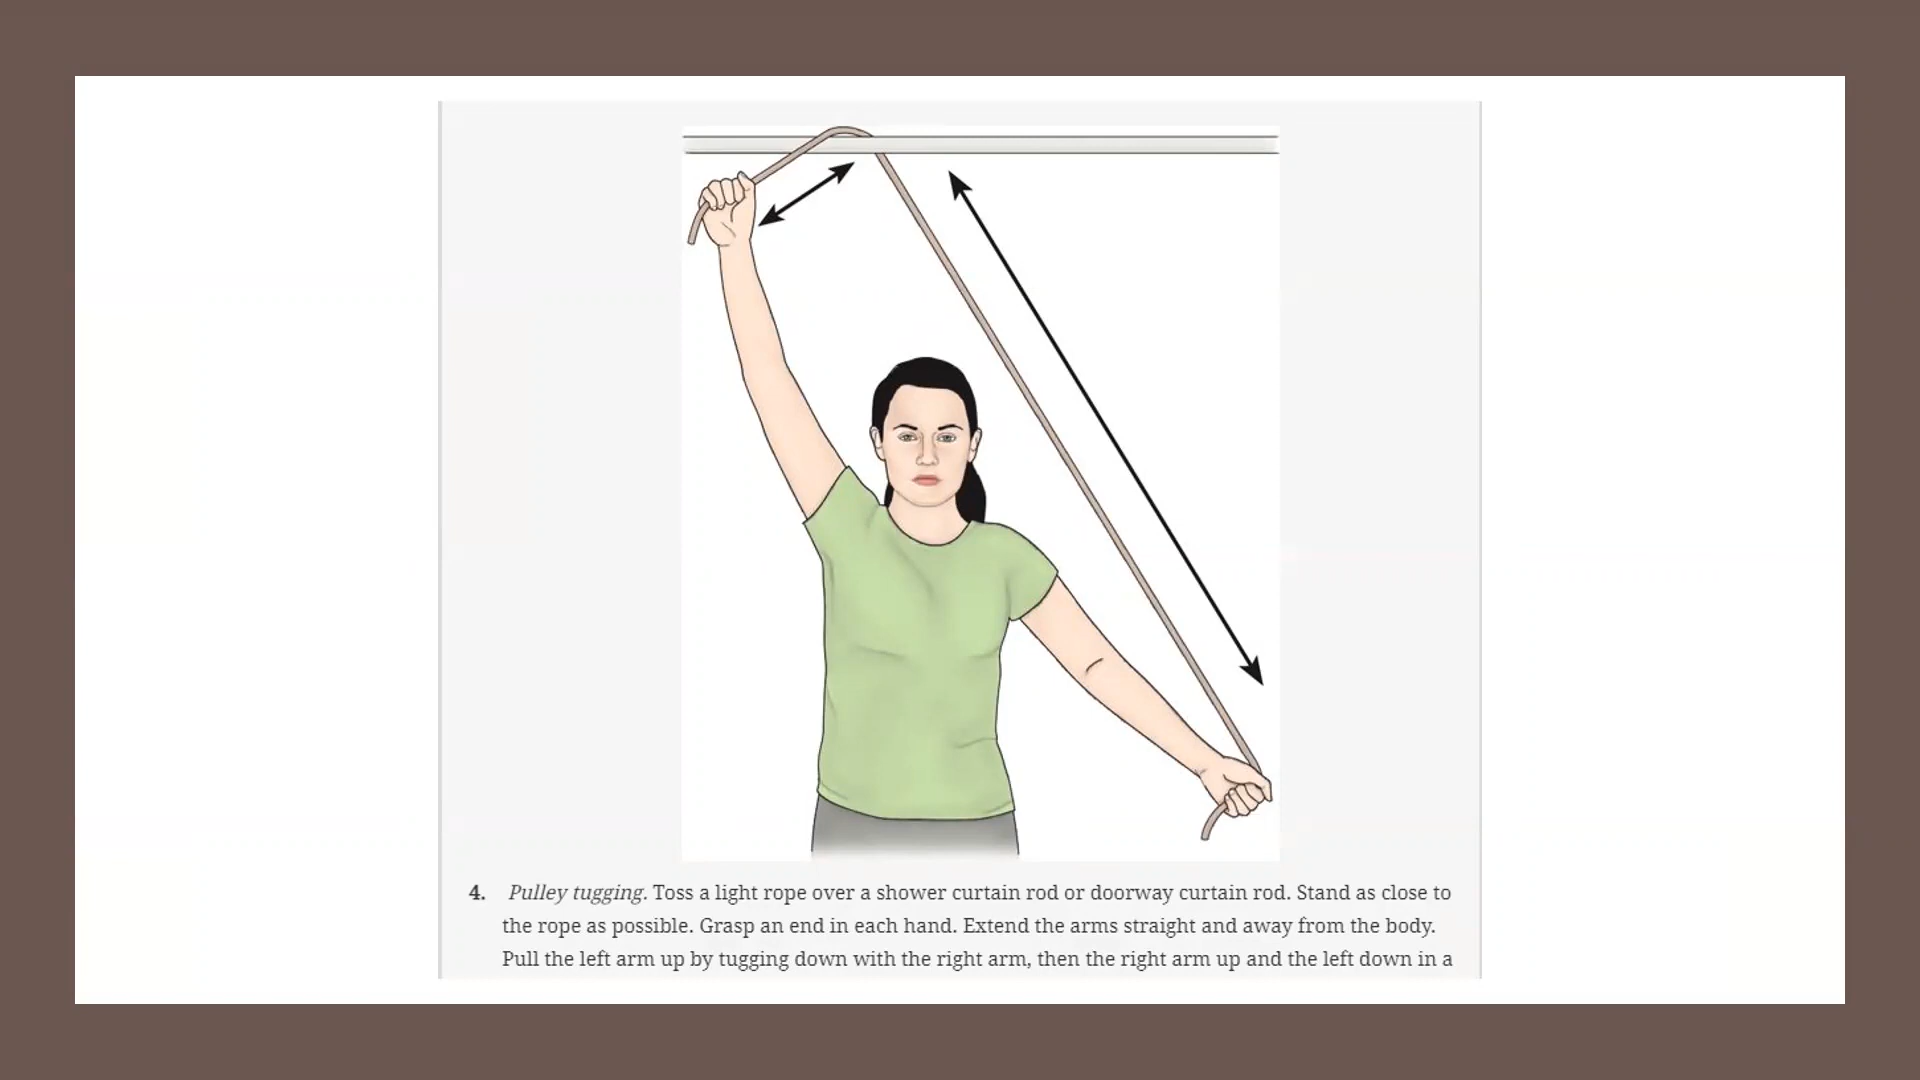 4. Pulley tugging. Toss a light rope over a shower curtain rod or doorway curtain rod. Stand as close to
the rope as possible. Grasp an end in each hand. Extend the arms straight and away from the body.
Pull the left arm up by tugging down with the right arm, then the right arm up and the left down in a